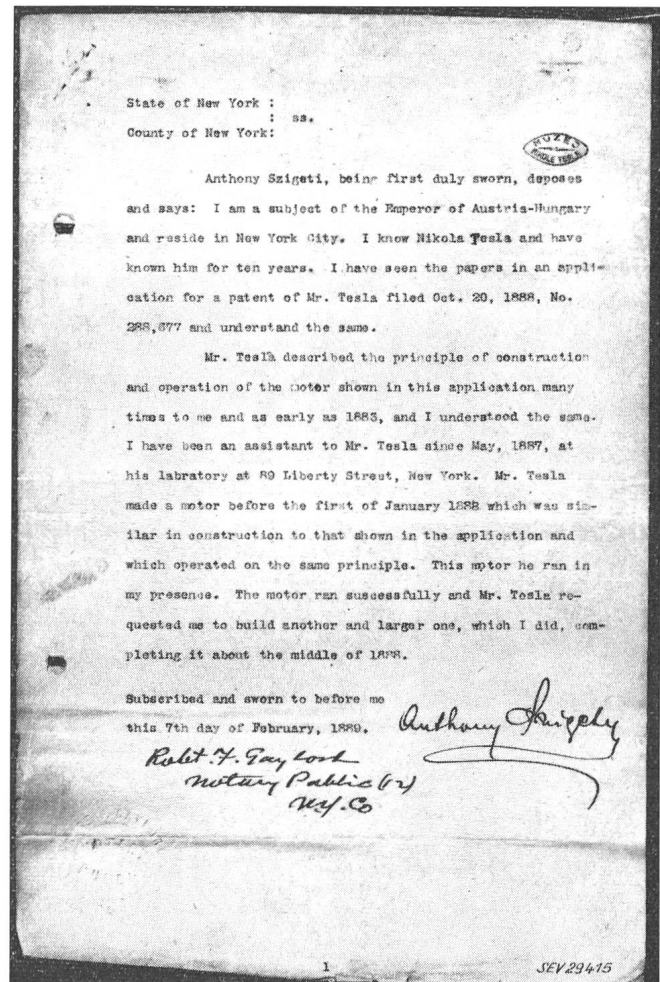 State of New York :
: ss.
County of New York:
MUZEJ
NIKOLE TESLE
Anthony Szigeti, being first duly sworn, deposes
and says: I am a subject of the Emperor of Austria-Hungary
and reside in New York City. I know Nikola Tesla and have
known him for ten years. I have seen the papers in an appli-
cation for a patent of Mr. Tesla filed Oct. 20, 1888, No.
288,677 and understand the same.
Mr. Tesla described the principle of construction
and operation of the motor shown in this application many
times to me and as early as 1883, and I understood the same.
I have been an assistant to Mr. Tesla since May, 1887, at
his labratory at 89 Liberty Street, New York. Mr. Tesla
made a motor before the first of January 1888 which was sim-
ilar in construction to that shown in the application and
which operated on the same principle. This motor he ran in
my presence. The motor ran successfully and Mr. Tesla re-
quested me to build another and larger one, which I did, com-
pleting it about the middle of 1888.
Subscribed and sworn to before me
this 7th day of February, 1889.
Anthony Szigety
Robt. F. Gaylord
Notary Public (12)
N.Y. Co
1
SEV29415